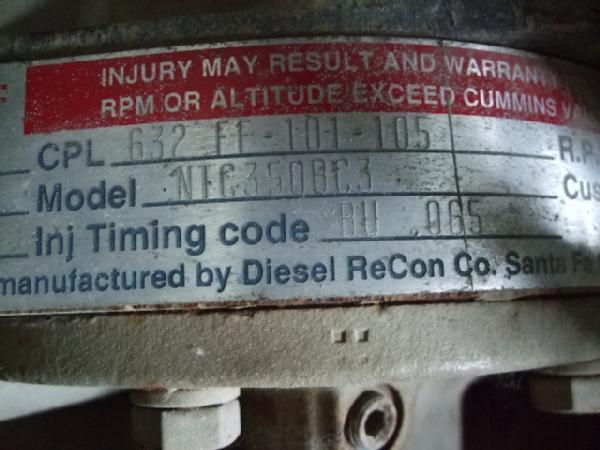 INJURY MAY RESULT AND WARRANTY
RPM OR ALTITUDE EXCEED CUMMINS
CPL 632 FF-101-105 R.P.
Model NTC350BC3 Cus
Inj Timing code BU .065
manufactured by Diesel ReCon Co. Santa Fe,